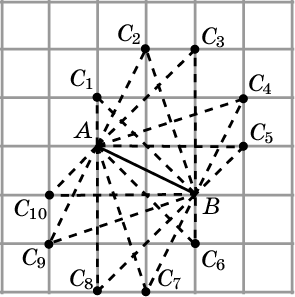 C₂ C₃
C₁ C₄
A C₅
C₁₀ B
C₉ C₆
C₈ C₇